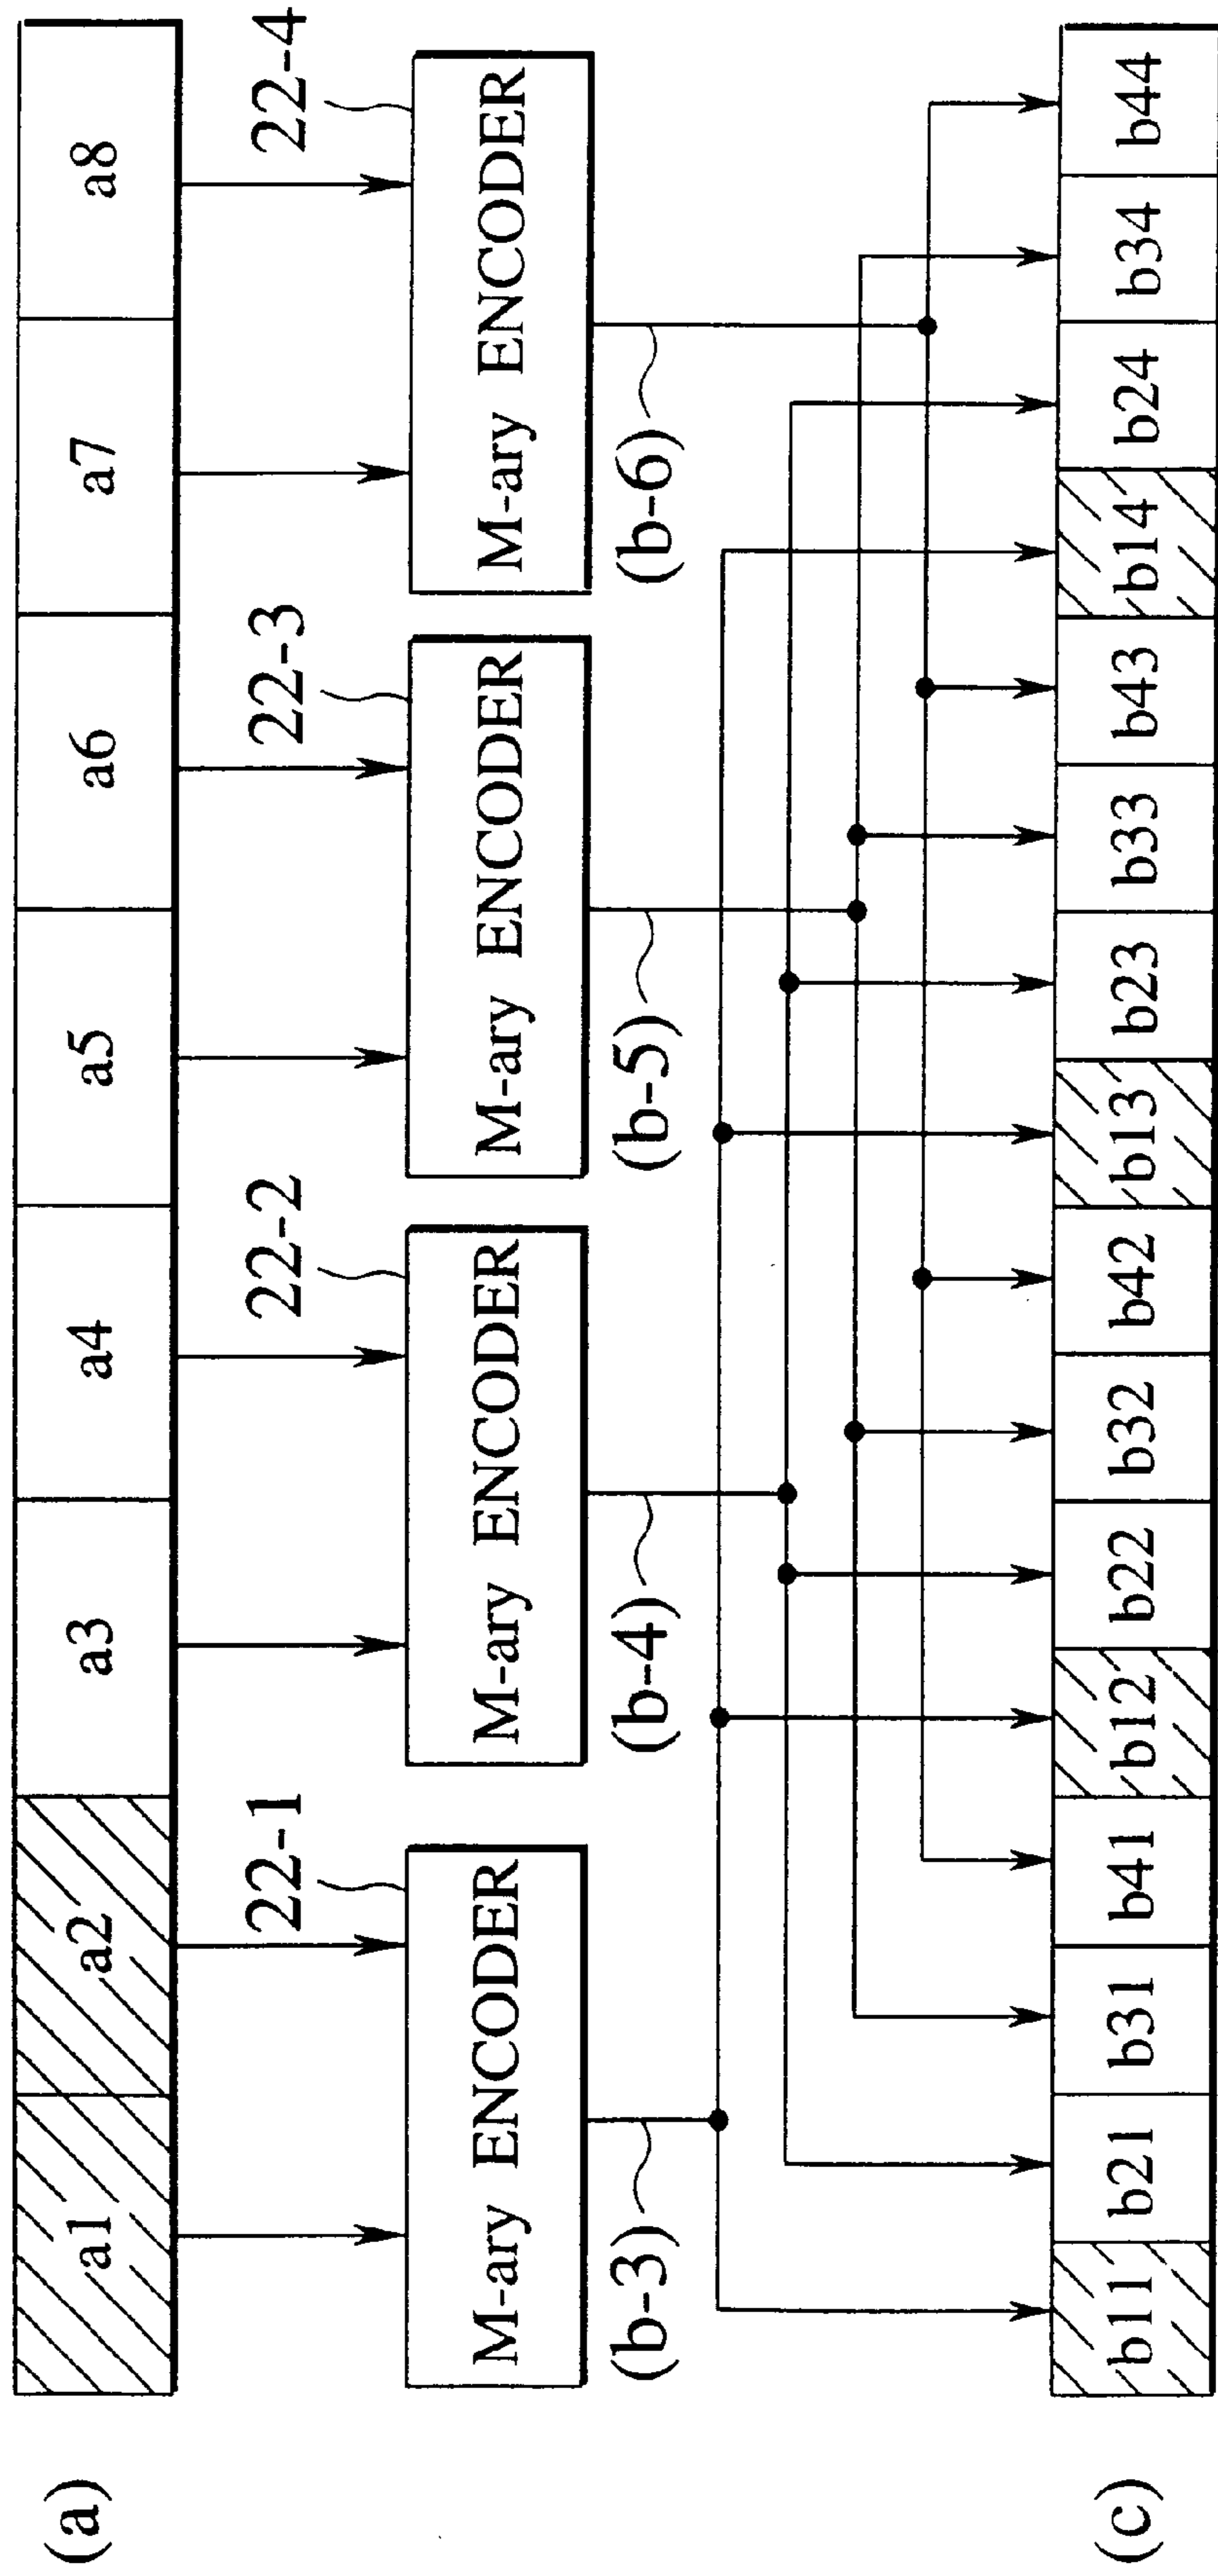 (a) a1 a2 a3 a4 a5 a6 a7 a8
22-1 22-2 22-3 22-4
M-ary ENCODER M-ary ENCODER M-ary ENCODER M-ary ENCODER
(b-3) (b-4) (b-5) (b-6)
(c) b11 b21 b31 b41 b12 b22 b32 b42 b13 b23 b33 b43 b14 b24 b34 b44